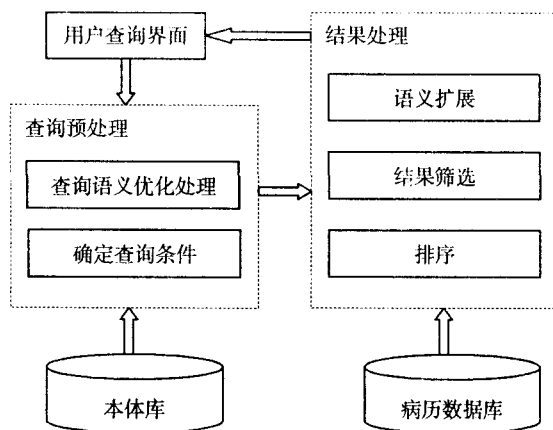 用户查询界面
查询预处理
查询语义优化处理
确定查询条件
本体库
结果处理
语义扩展
结果筛选
排序
病历数据库